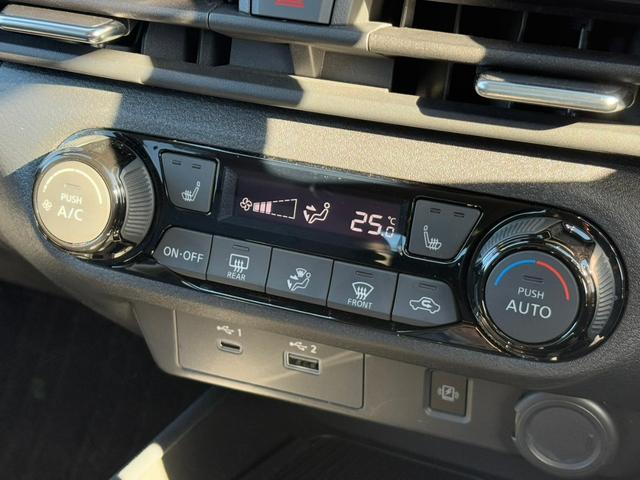 PUSH
A/C
25.0
°C
ON·OFF
REAR
FRONT
PUSH
AUTO
1
2